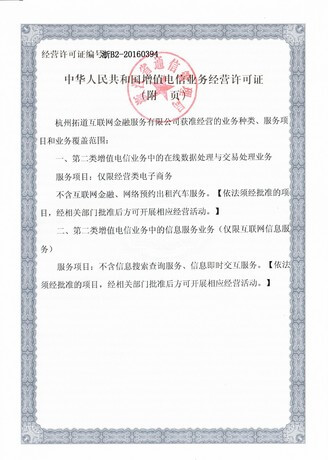 经营许可证编号:浙B2-20160394
中华人民共和国增值电信业务经营许可证
（附 页）
杭州拓道互联网金融服务有限公司获准经营的业务种类、服务项
目和业务覆盖范围：
一、第二类增值电信业务中的在线数据处理与交易处理业务
服务项目：仅限经营类电子商务
不含互联网金融、网络预约出租汽车服务。【依法须经批准的项
目，经相关部门批准后方可开展相应经营活动。】
二、第二类增值电信业务中的信息服务业务（仅限互联网信息服
务）
服务项目：不含信息搜索查询服务、信息即时交互服务。【依法
须经批准的项目，经相关部门批准后方可开展相应经营活动。】